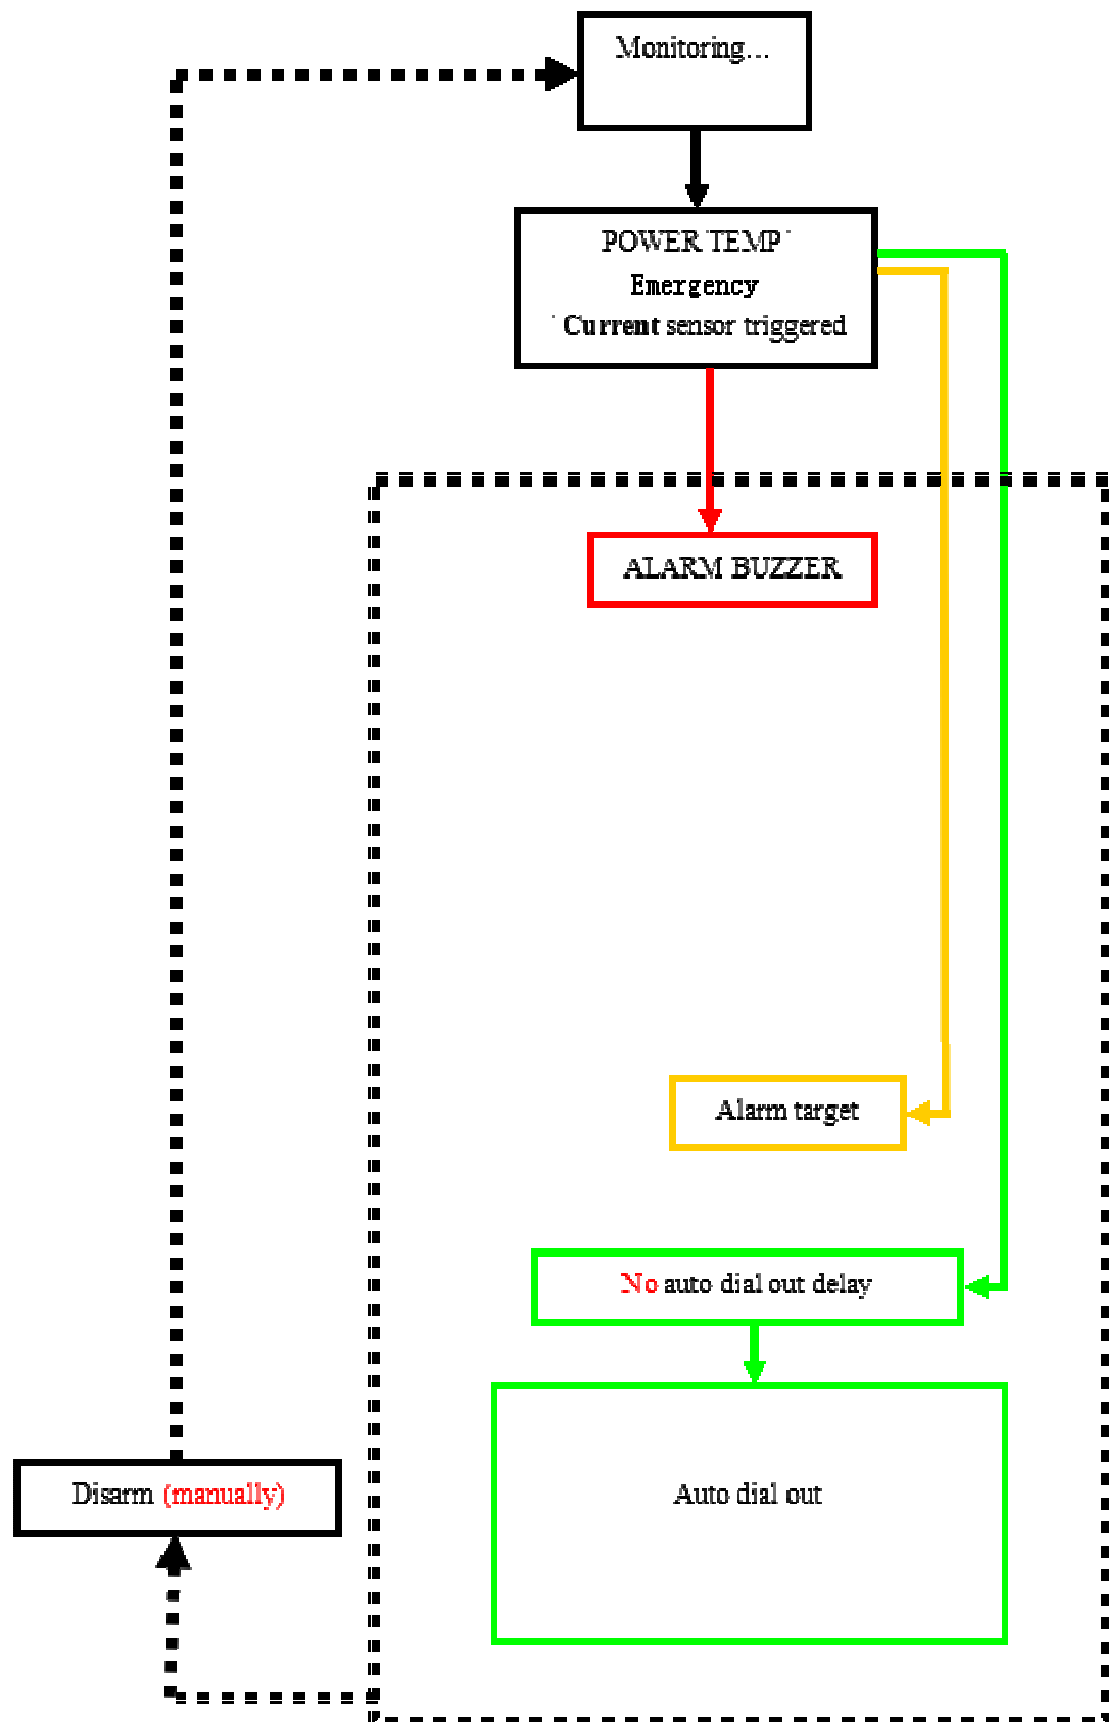 Monitoring...
POWER TEMP
Emergency
Current sensor triggered
ALARM BUZZER
Alarm target
No auto dial out delay
Disarm (manually)
Auto dial out